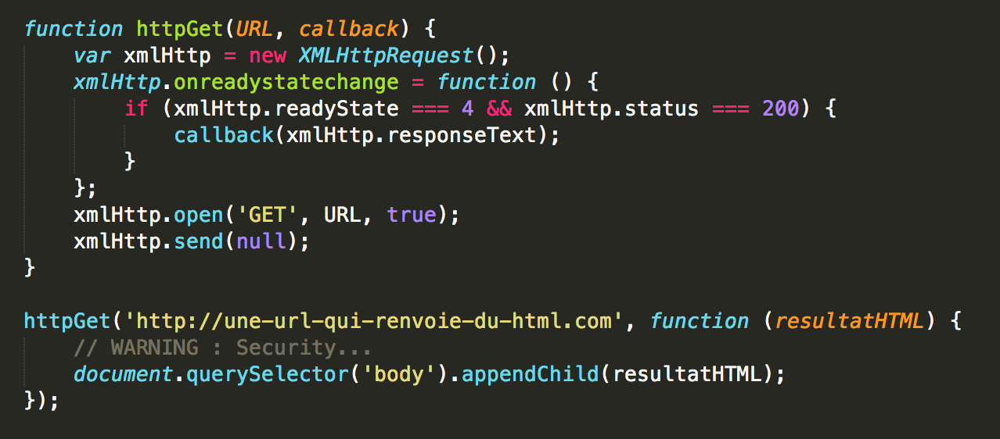 function httpGet(URL, callback) {
    var xmlHttp = new XMLHttpRequest();
    xmlHttp.onreadystatechange = function () {
        if (xmlHttp.readyState === 4 && xmlHttp.status === 200) {
            callback(xmlHttp.responseText);
        }
    };
    xmlHttp.open('GET', URL, true);
    xmlHttp.send(null);
}

httpGet('http://une-url-qui-renvoie-du-html.com', function (resultatHTML) {
    // WARNING : Security...
    document.querySelector('body').appendChild(resultatHTML);
});